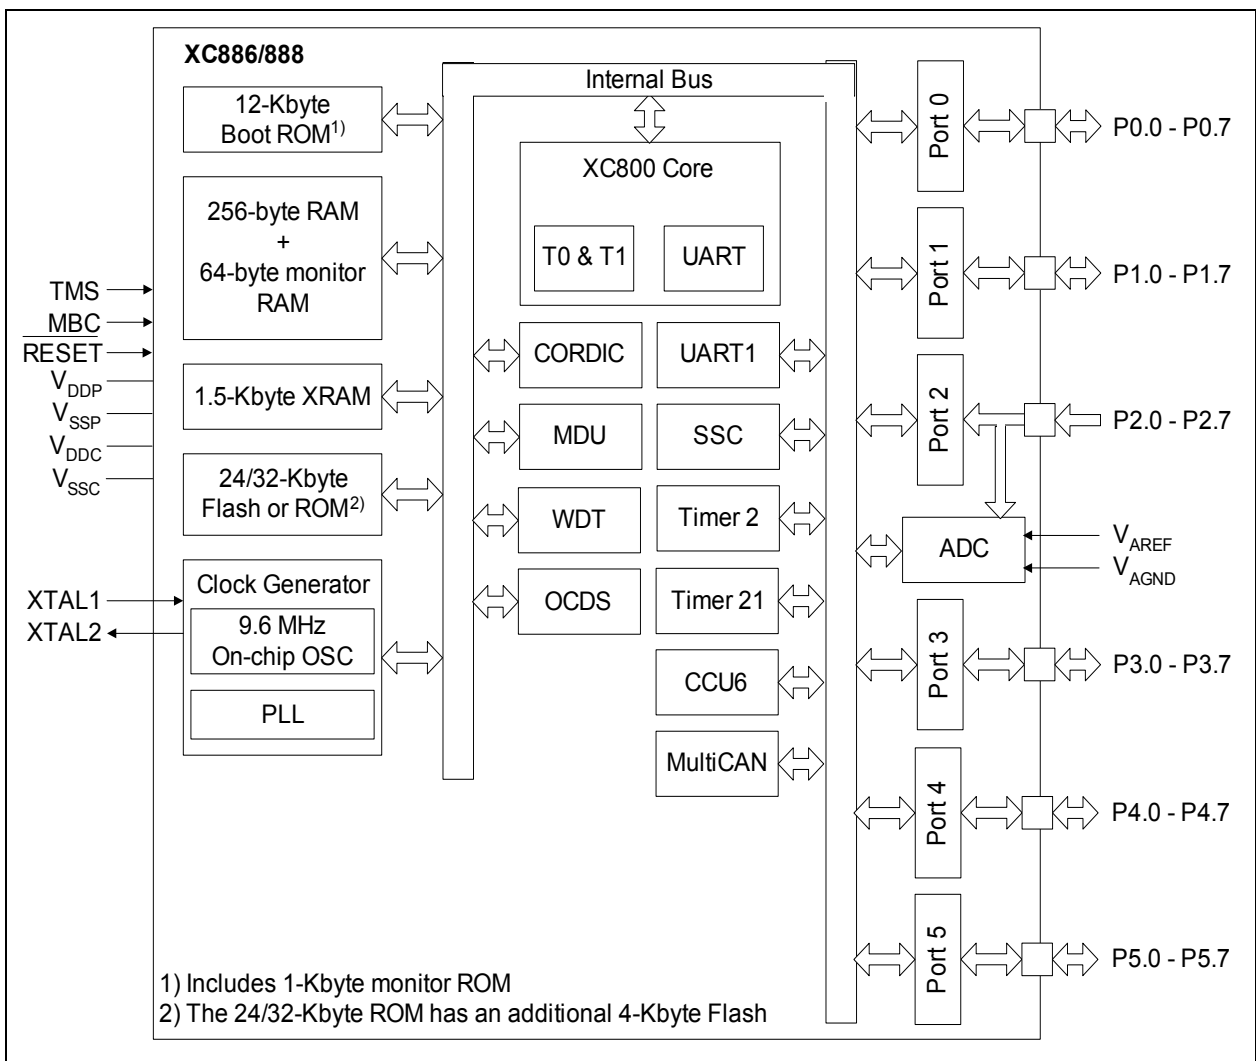 XC886/888
Internal Bus
12-Kbyte
Boot ROM1)
256-byte RAM
+
64-byte monitor
RAM
1.5-Kbyte XRAM
24/32-Kbyte
Flash or ROM2)
Clock Generator
9.6 MHz
On-chip OSC
PLL
TMS
MBC
RESET
VDDP
VSSP
VDDC
VSSC
XTAL1
XTAL2
XC800 Core
T0 & T1
UART
CORDIC
UART1
MDU
SSC
WDT
Timer 2
OCDS
Timer 21
CCU6
MultiCAN
Port 0
P0.0 - P0.7
Port 1
P1.0 - P1.7
Port 2
P2.0 - P2.7
ADC
VAREF
VAGND
Port 3
P3.0 - P3.7
Port 4
P4.0 - P4.7
Port 5
P5.0 - P5.7
1) Includes 1-Kbyte monitor ROM
2) The 24/32-Kbyte ROM has an additional 4-Kbyte Flash